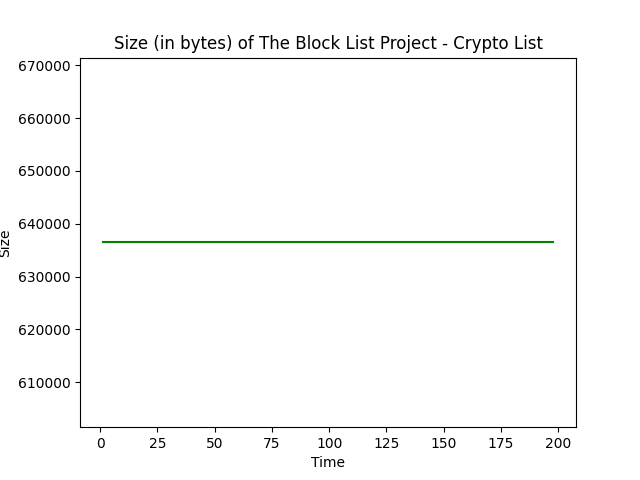 Size (in bytes) of The Block List Project - Crypto List
670000
660000
650000
640000
630000
620000
610000
Size
0 25 50 75 100 125 150 175 200
Time